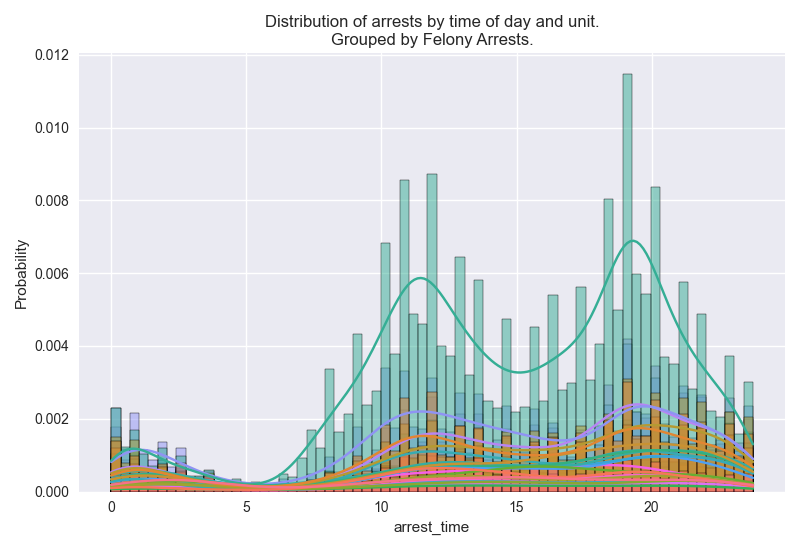 Distribution of arrests by time of day and unit.
Grouped by Felony Arrests.
0.012
0.010
0.008
0.006
0.004
0.002
0.000
Probability
0 5 10 15 20
arrest_time